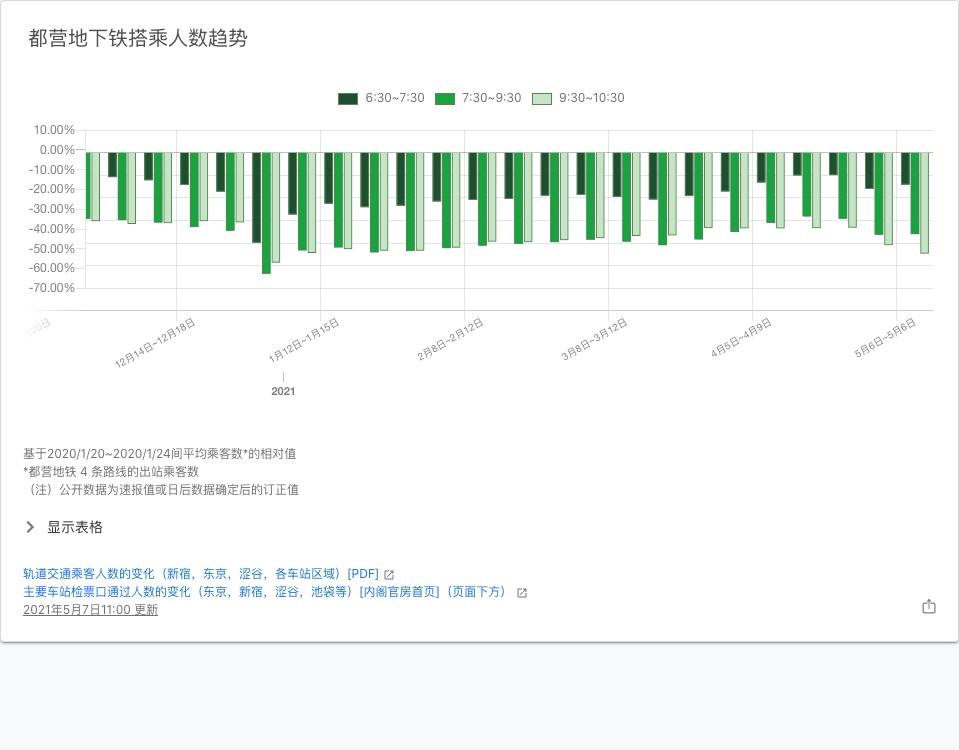 都营地下铁搭乘人数趋势
6:30~7:30 7:30~9:30 9:30~10:30
10.00%
0.00%
-10.00%
-20.00%
-30.00%
-40.00%
-50.00%
-60.00%
-70.00%
12月14日~12月18日 1月12日~1月15日 2月8日~2月12日 3月8日~3月12日 4月5日~4月9日 5月6日~5月6日
2021
基于2020/1/20~2020/1/24间平均乘客数*的相对值
*都营地铁 4 条路线的出站乘客数
（注）公开数据为速报值或日后数据确定后的订正值
显示表格
轨道交通乘客人数的变化（新宿，东京，涩谷，各车站区域）[PDF]
主要车站检票口通过人数的变化（东京，新宿，涩谷，池袋等）[内阁官房首页]（页面下方）
2021年5月7日11:00 更新